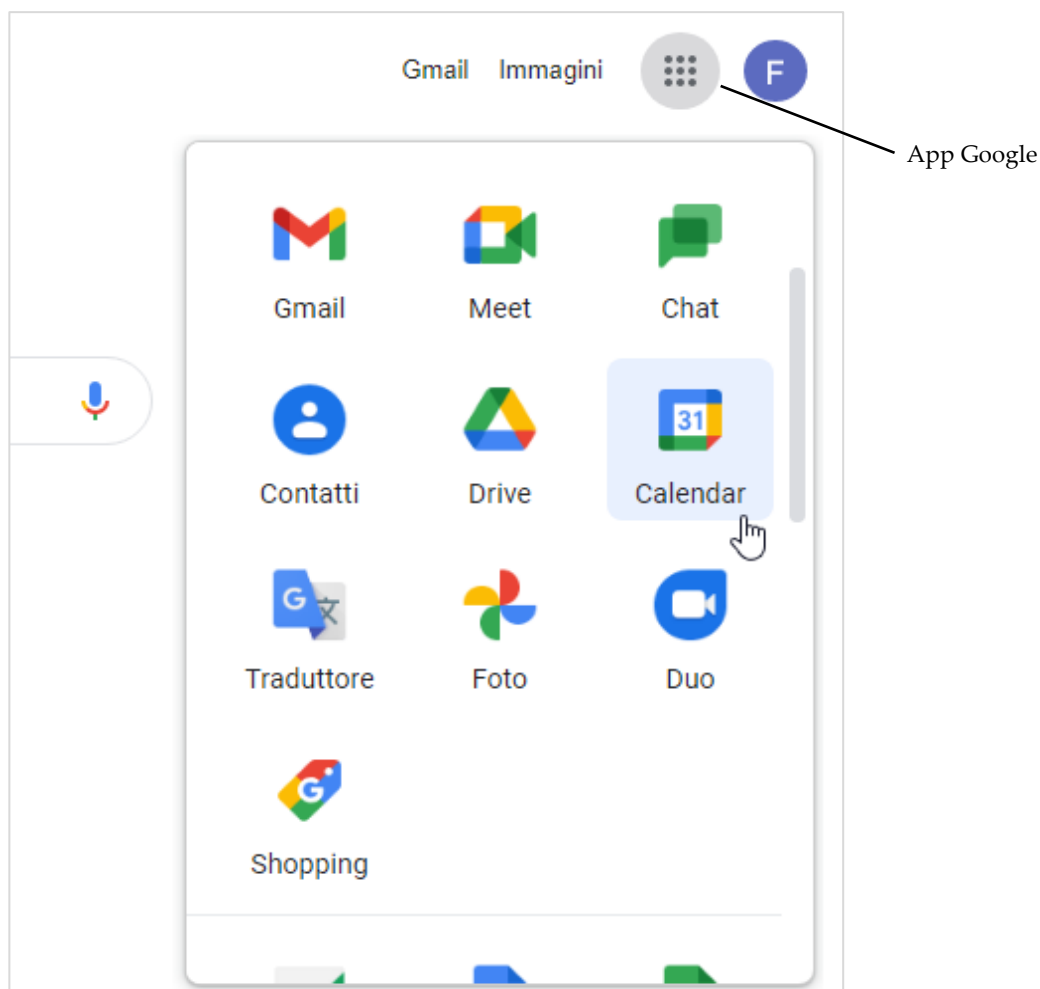 Gmail Immagini F
App Google
Gmail Meet Chat
31
Contatti Drive Calendar
G 文
Traduttore Foto Duo
G
Shopping